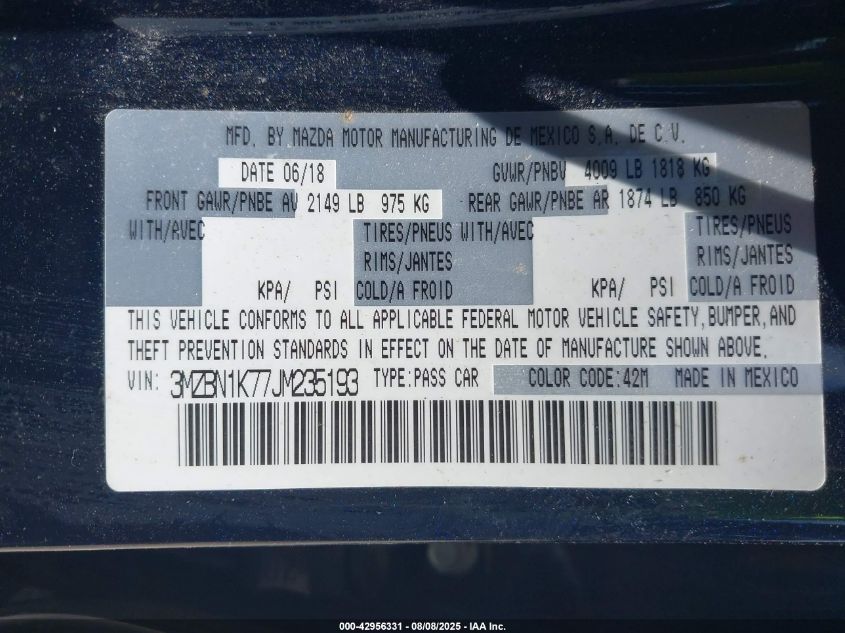 MFD. BY MAZDA MOTOR MANUFACTURING DE MEXICO S.A. DE C.V.
DATE 06/18 GVWR/PNBV 4009 LB 1818 KG
FRONT GAWR/PNBE AV 2149 LB 975 KG REAR GAWR/PNBE AR 1874 LB 850 KG
WITH/AVEC TIRES/PNEUS WITH/AVEC TIRES/PNEUS
RIMS/JANTES RIMS/JANTES
KPA/ PSI COLD/A FROID KPA/ PSI COLD/A FROID
THIS VEHICLE CONFORMS TO ALL APPLICABLE FEDERAL MOTOR VEHICLE SAFETY, BUMPER, AND
THEFT PREVENTION STANDARDS IN EFFECT ON THE DATE OF MANUFACTURE SHOWN ABOVE.
VIN: 3MZBN1K77JM235193 TYPE:PASS CAR COLOR CODE:42M MADE IN MEXICO
000-42956331 - 08/08/2025 - IAA Inc.